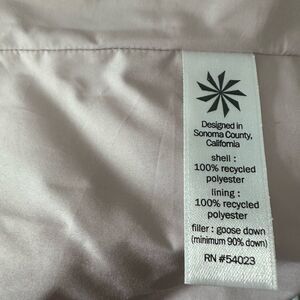 Designed in
Sonoma County,
California
shell :
100% recycled
polyester
lining :
100% recycled
polyester
filler : goose down
(minimum 90% down)
RN #54023